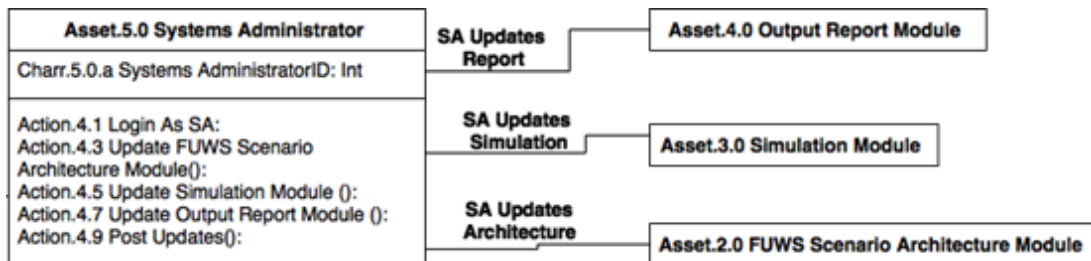 Asset.5.0 Systems Administrator
Charr.5.0.a Systems AdministratorID: Int
Action.4.1 Login As SA:
Action.4.3 Update FUWS Scenario
Architecture Module():
Action.4.5 Update Simulation Module ():
Action.4.7 Update Output Report Module ():
Action.4.9 Post Updates():
SA Updates
Report
Asset.4.0 Output Report Module
SA Updates
Simulation
Asset.3.0 Simulation Module
SA Updates
Architecture
Asset.2.0 FUWS Scenario Architecture Module